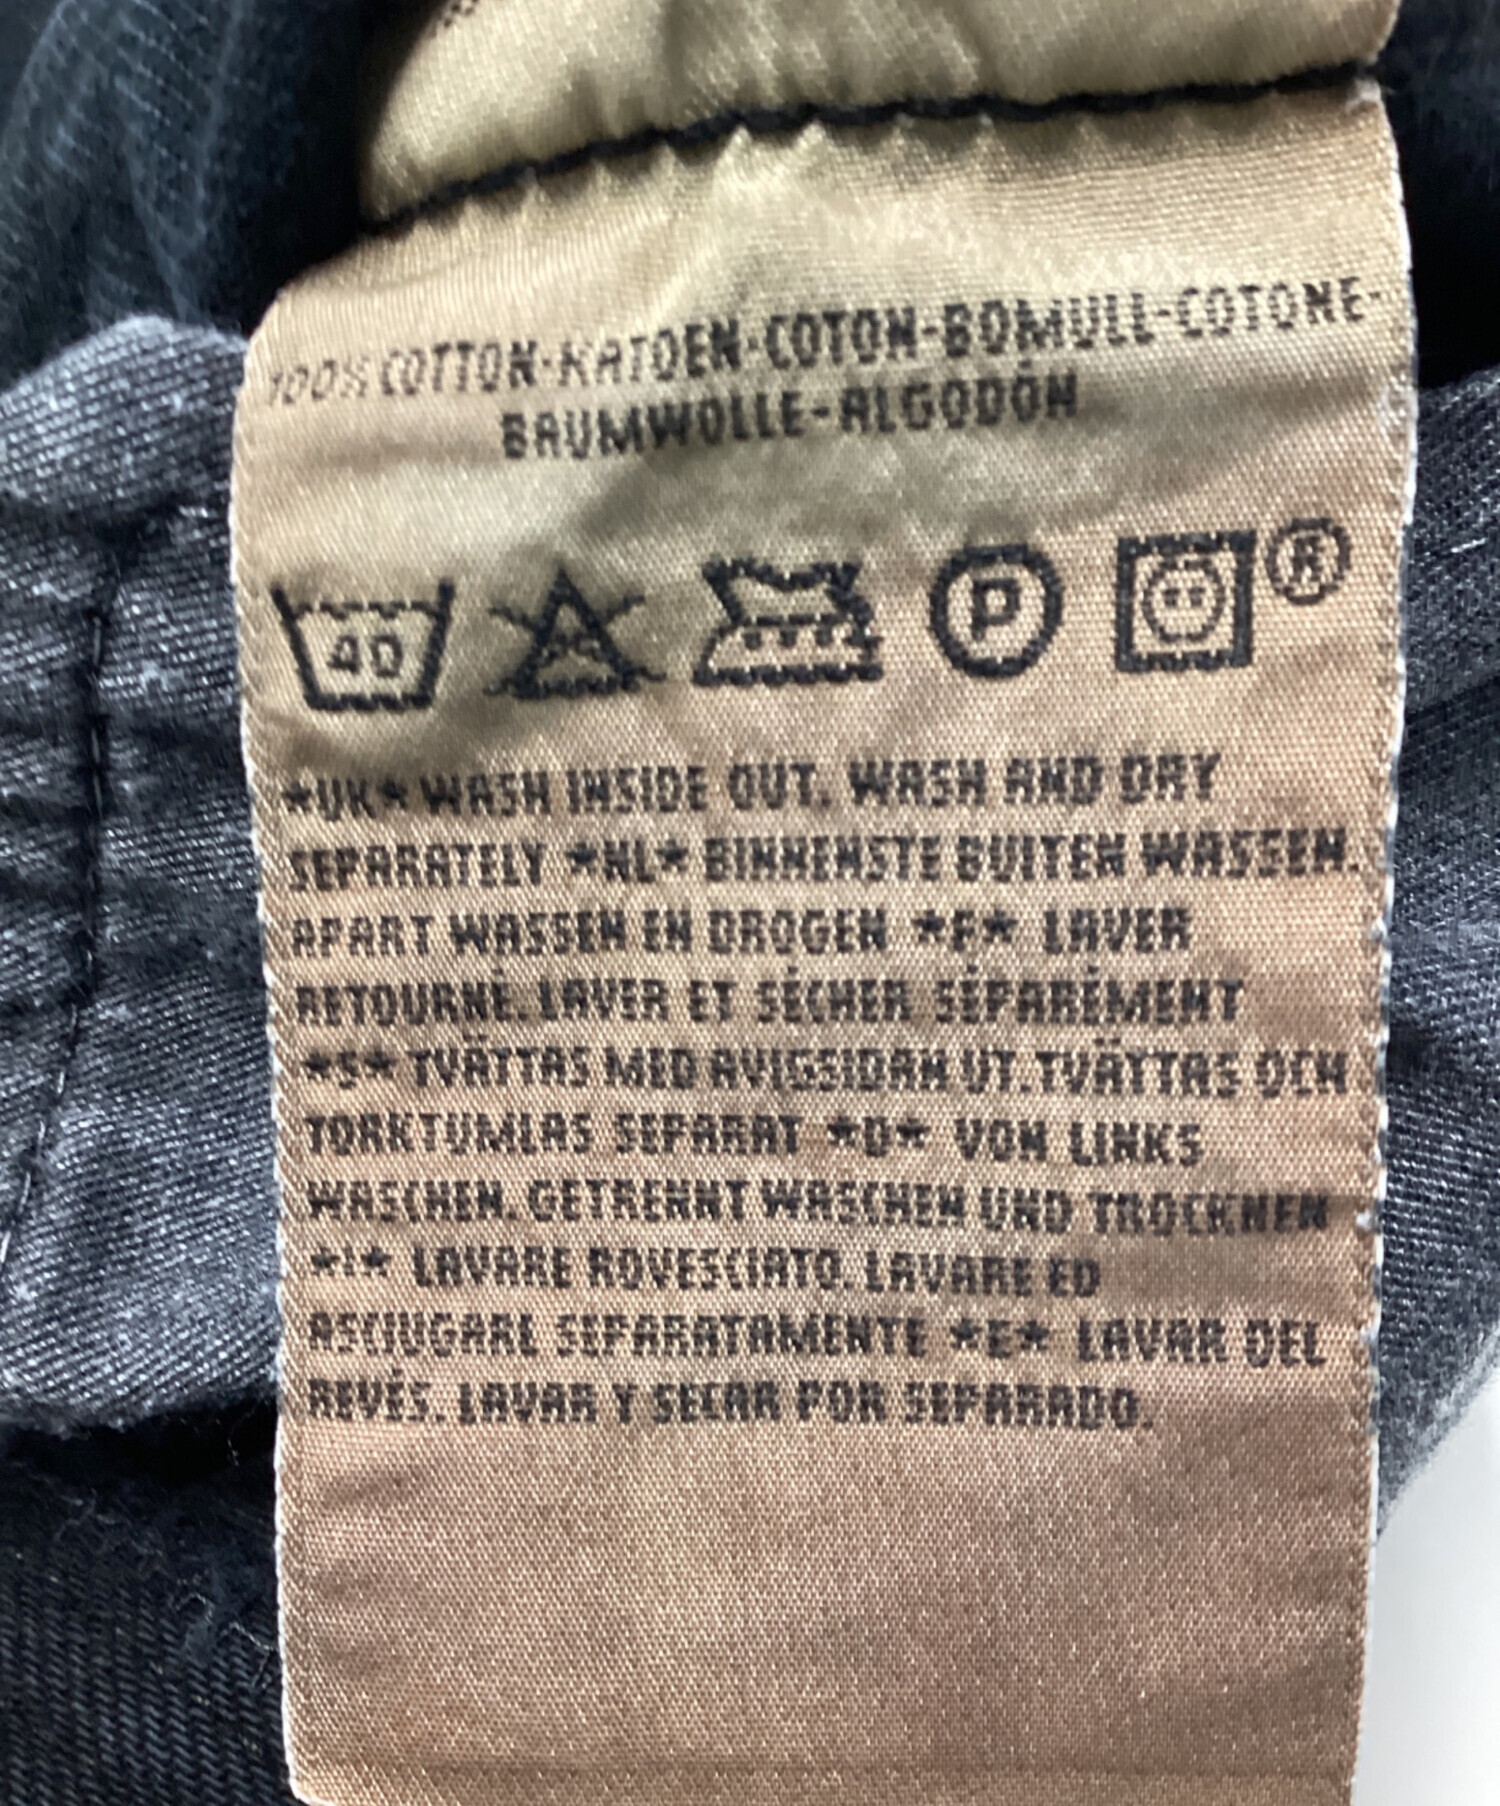 100% COTTON-KATOEN-COTON-BOMULL-COTONE-
BAUMWOLLE-ALGODÓN
40 P ®
*UK* WASH INSIDE OUT. WASH AND DRY
SEPARATELY *NL* BINNENSTE BUITEN WASSEN.
APART WASSEN EN DROGEN *F* LAVER
RETOURNÉ. LAVER ET SÉCHER SÉPARÉMENT
*S* TVÄTTAS MED AVIGSIDAN UT. TVÄTTAS OCH
TORKTUMLAS SEPARAT *D* VON LINKS
WASCHEN. GETRENNT WASCHEN UND TROCKNEN
*I* LAVARE ROVESCIATO. LAVARE ED
ASCIUGARE SEPARATAMENTE *E* LAVAR DEL
REVÉS. LAVAR Y SECAR POR SEPARADO.